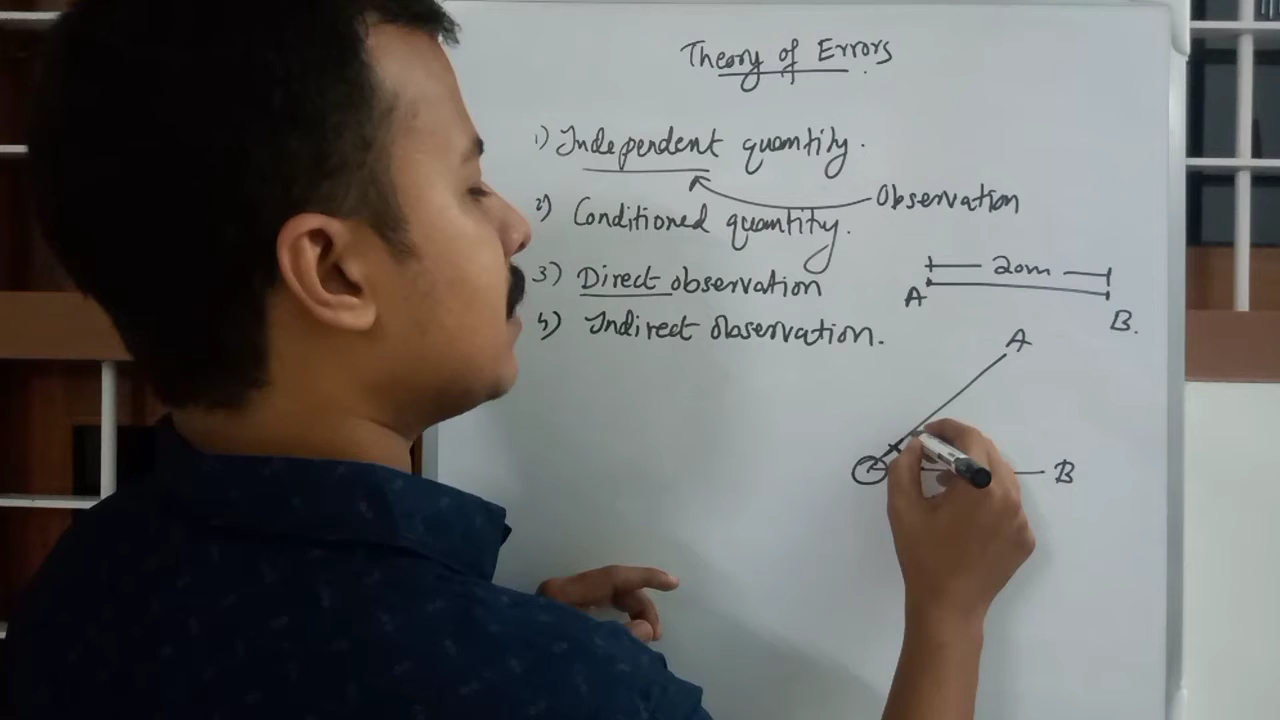 Theory of Errors
1) Independent quantity.
Observation
2) Conditioned quantity.
3) Direct observation
20m
A
B.
4) Indirect observation.
A
B